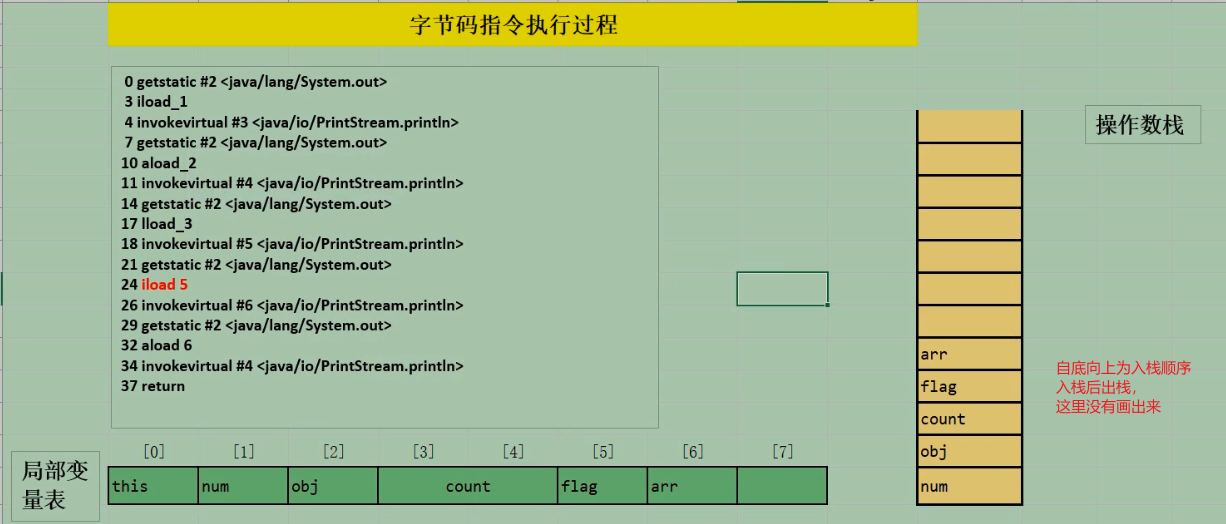 字节码指令执行过程
0 getstatic #2 <java/lang/System.out>
3 iload_1
4 invokevirtual #3 <java/io/PrintStream.println>
7 getstatic #2 <java/lang/System.out>
10 aload_2
11 invokevirtual #4 <java/io/PrintStream.println>
14 getstatic #2 <java/lang/System.out>
17 lload_3
18 invokevirtual #5 <java/io/PrintStream.println>
21 getstatic #2 <java/lang/System.out>
24 iload 5
26 invokevirtual #6 <java/io/PrintStream.println>
29 getstatic #2 <java/lang/System.out>
32 aload 6
34 invokevirtual #4 <java/io/PrintStream.println>
37 return
操作数栈
arr
flag
count
obj
num
自底向上为入栈顺序
入栈后出栈，
这里没有画出来
[0] [1] [2] [3] [4] [5] [6] [7]
局部变
量表
this num obj count flag arr